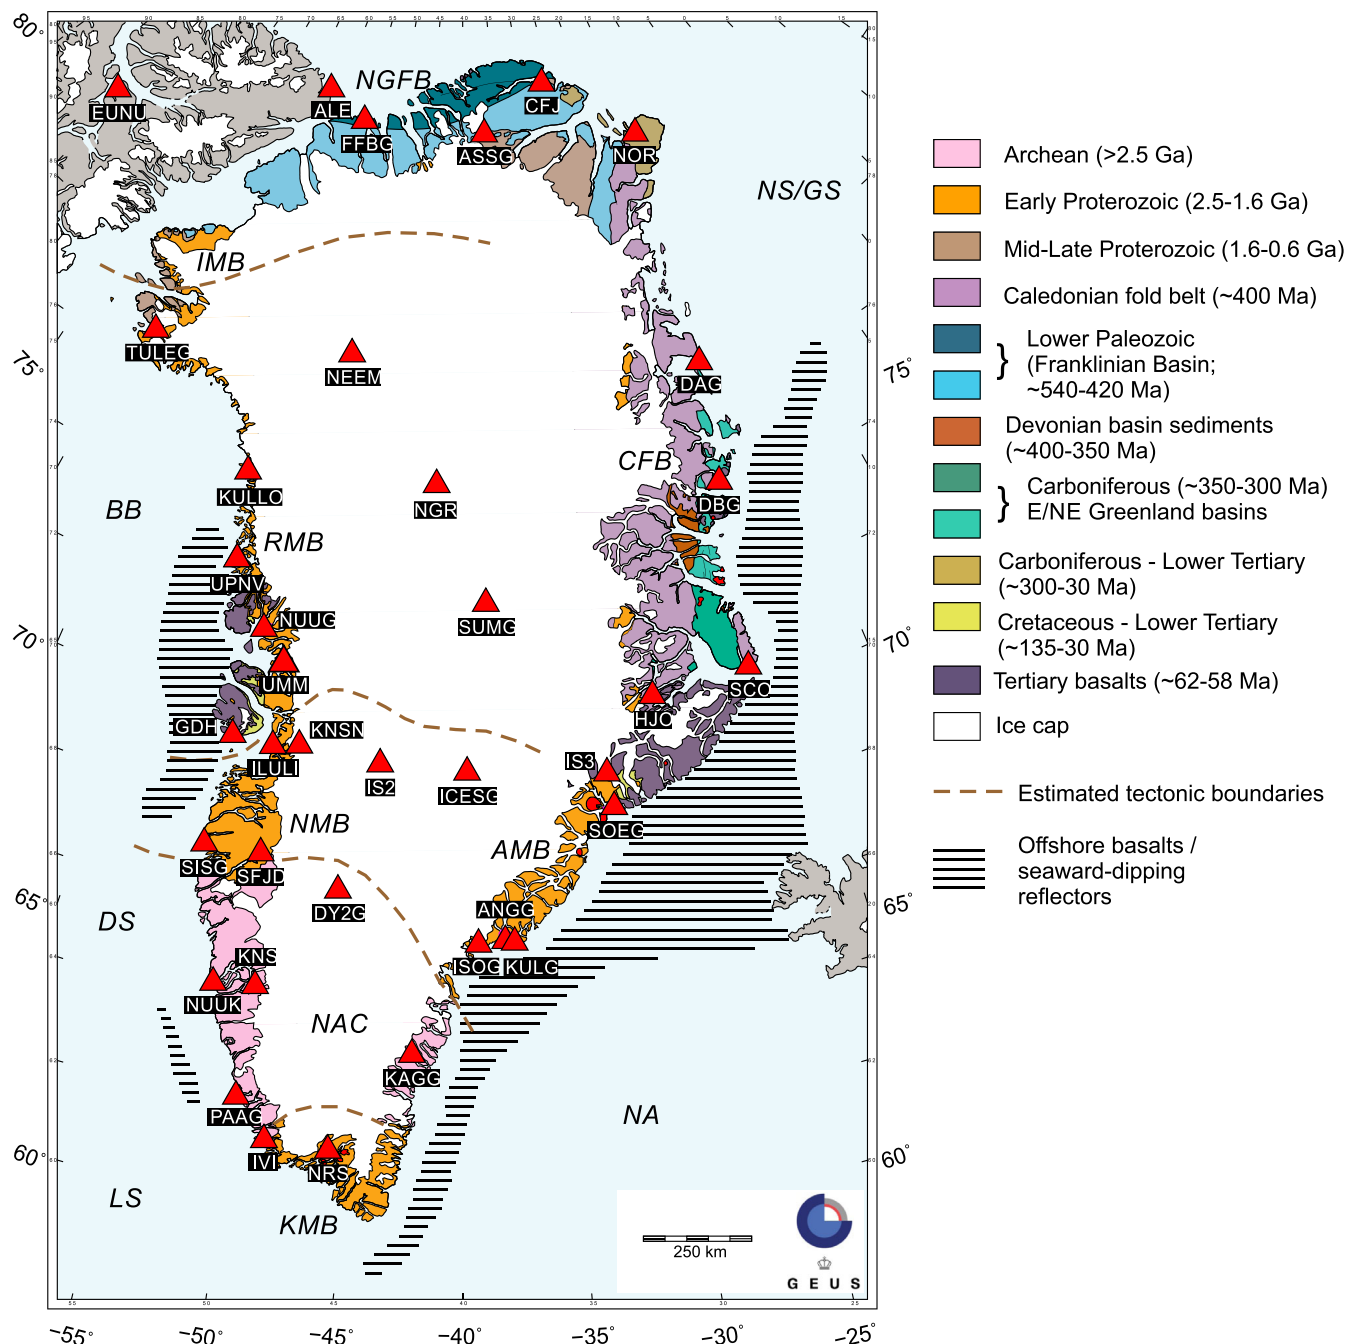 80°
NGFB
EUNU
ALE
FFBG
ASSG
CFJ
NOR
NS/GS
IMB
TULEG
NEEM
DAG
75°
75°
CFB
KULLO
NGR
DBG
BB
RMB
UPNV
NUUG
SUMG
70°
70°
UMM
SCO
HJO
GDH
KNSN
ILULI
IS2
ICESG
IS3
SOEG
NMB
AMB
SISG
SFJD
DY2G
65°
65°
DS
ANGG
ISOG
KULG
KNS
NUUK
NAC
KAGG
PAAG
NA
IVI
NRS
60°
60°
LS
KMB
250 km
GEUS
−55°
−50°
−45°
−40°
−35°
−30°
−25°
Archean (>2.5 Ga)
Early Proterozoic (2.5-1.6 Ga)
Mid-Late Proterozoic (1.6-0.6 Ga)
Caledonian fold belt (~400 Ma)
} Lower Paleozoic
(Franklinian Basin;
~540-420 Ma)
Devonian basin sediments
(~400-350 Ma)
} Carboniferous (~350-300 Ma)
E/NE Greenland basins
Carboniferous - Lower Tertiary
(~300-30 Ma)
Cretaceous - Lower Tertiary
(~135-30 Ma)
Tertiary basalts (~62-58 Ma)
Ice cap
Estimated tectonic boundaries
Offshore basalts /
seaward-dipping
reflectors